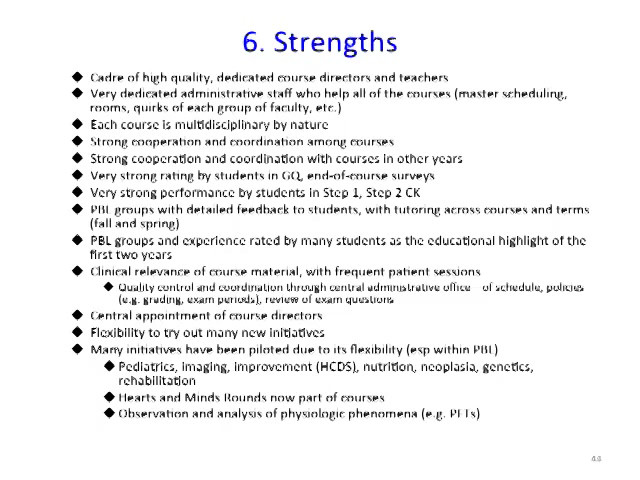 6. Strengths
◆ Cadre of high quality, dedicated course directors and teachers
◆ Very dedicated administrative staff who help all of the courses (master scheduling,
rooms, quirks of each group of faculty, etc.)
◆ Each course is multidisciplinary by nature
◆ Strong cooperation and coordination among courses
◆ Strong cooperation and coordination with courses in other years
◆ Very strong rating by students in GQ, end-of-course surveys
◆ Very strong performance by students in Step 1, Step 2 CK
◆ PBL groups with detailed feedback to students, with tutoring across courses and terms
(fall and spring)
◆ PBL groups and experience rated by many students as the educational highlight of the
first two years
◆ Clinical relevance of course material, with frequent patient sessions
◆ Quality control and coordination through central administrative office of schedule, policies
(e.g. grading, exam periods), review of exam questions
◆ Central appointment of course directors
◆ Flexibility to try out many new initiatives
◆ Many initiatives have been piloted due to its flexibility (esp within PBL)
◆ Pediatrics, imaging, improvement (HCDS), nutrition, neoplasia, genetics,
rehabilitation
◆ Hearts and Minds Rounds now part of courses
◆ Observation and analysis of physiologic phenomena (e.g. PFTs)